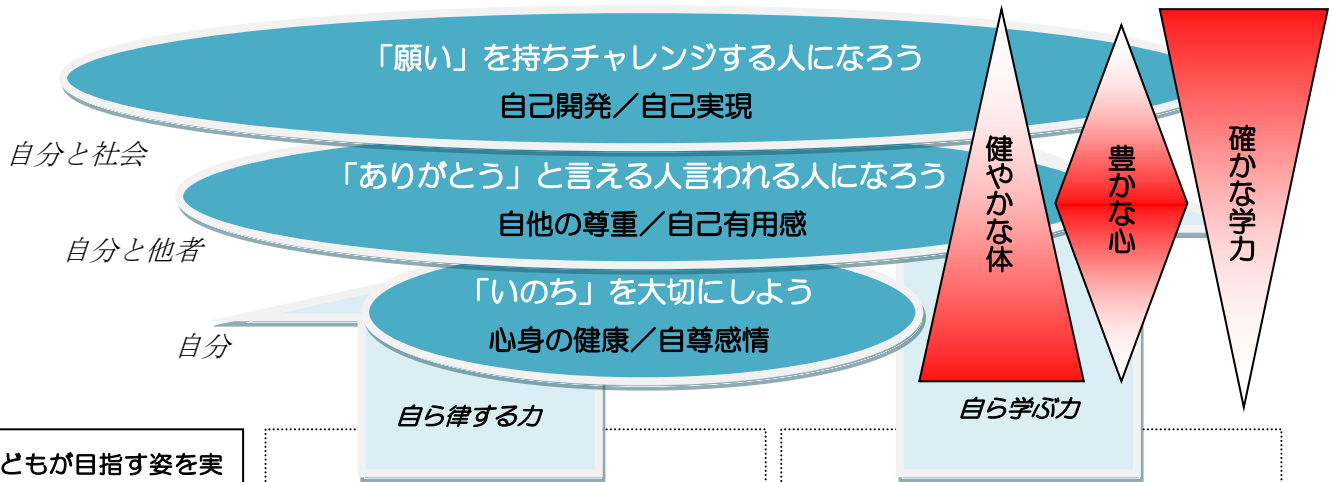 「願い」を持ちチャレンジする人になろう
自己開発／自己実現
自分と社会
「ありがとう」と言える人言われる人になろう
自他の尊重／自己有用感
自分と他者
「いのち」を大切にしよう
心身の健康／自尊感情
自分
健やかな体
豊かな心
確かな学力
自ら律する力
自ら学ぶ力
どもが目指す姿を実